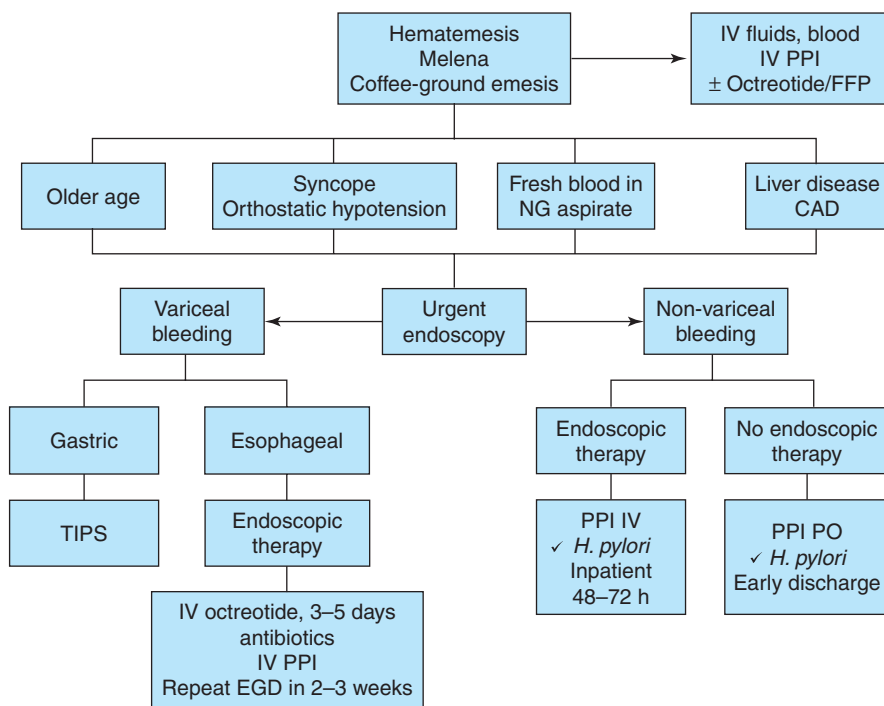 Hematemesis
Melena
Coffee-ground emesis
IV fluids, blood
IV PPI
± Octreotide/FFP
Older age
Syncope
Orthostatic hypotension
Fresh blood in
NG aspirate
Liver disease
CAD
Variceal
bleeding
Urgent
endoscopy
Non-variceal
bleeding
Gastric
Esophageal
Endoscopic
therapy
No endoscopic
therapy
TIPS
Endoscopic
therapy
PPI IV
✓ H. pylori
Inpatient
48–72 h
PPI PO
✓ H. pylori
Early discharge
IV octreotide, 3–5 days
antibiotics
IV PPI
Repeat EGD in 2–3 weeks